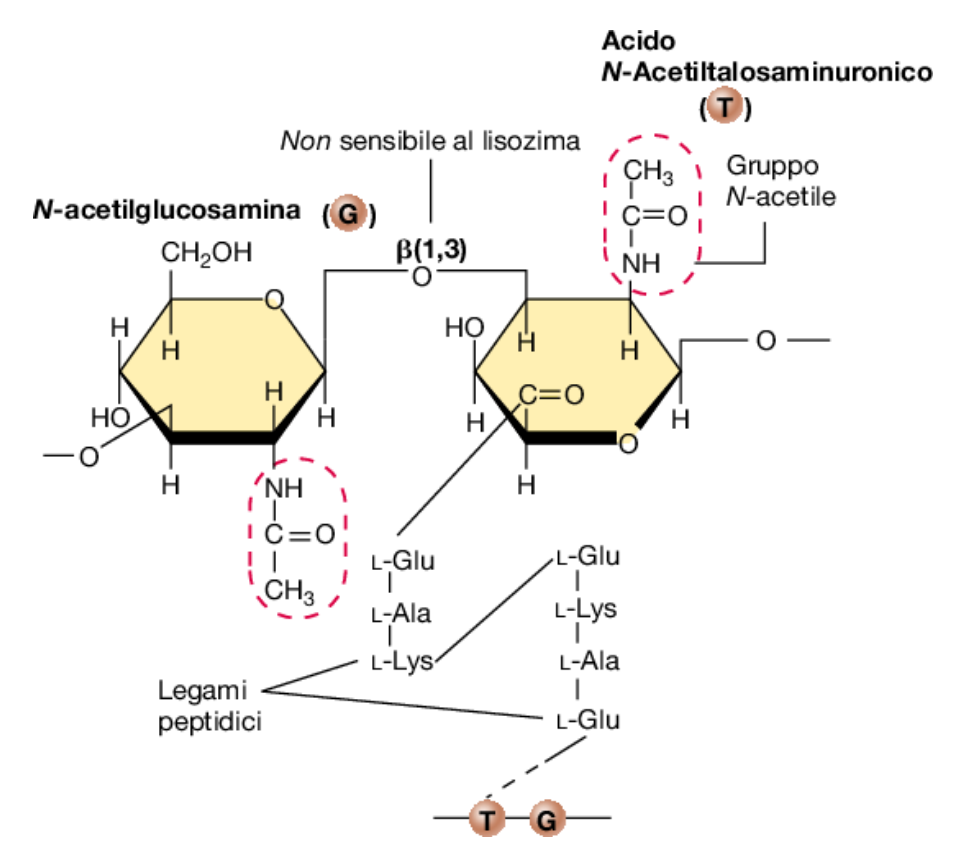 Acido
N-Acetiltalosaminuronico
(T)
Non sensibile al lisozima
Gruppo
N-acetile
CH₃
C=O
NH
N-acetilglucosamina (G)
β(1,3)
O
CH₂OH
O
H
H
HO
H
H
O
HO
H
H
C=O
H
H
O
H
—O
H
NH
C=O
CH₃
H
L-Glu
L-Ala
L-Lys
L-Glu
L-Lys
L-Ala
L-Glu
Legami
peptidici
T G